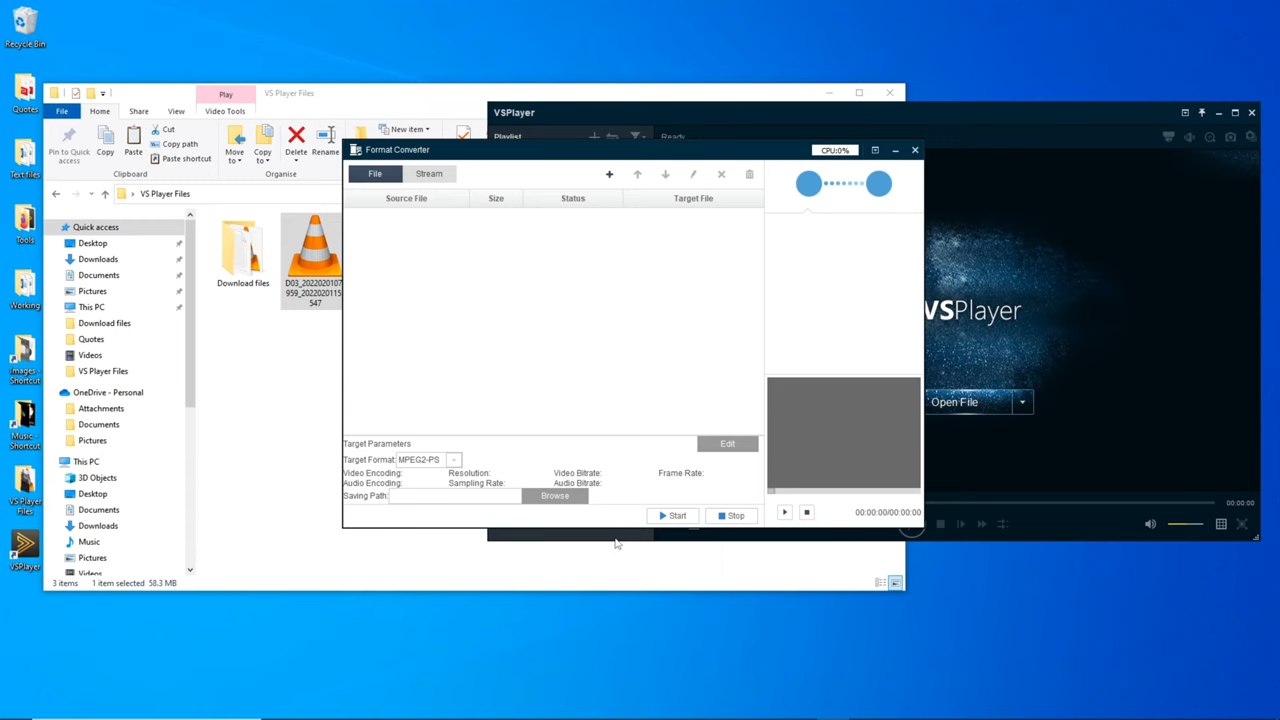 Recycle Bin
Quotes
Text files
Tools
Working
Images -
Shortcut
Music -
Shortcut
VS Player
Files
VSPlayer
Play
VS Player Files
File
Home
Share
View
Video Tools
Pin to Quick
access
Copy
Paste
Cut
Copy path
Paste shortcut
Clipboard
Move
to
Copy
to
Delete
Rename
New item
Organise
VS Player Files
Quick access
Desktop
Downloads
Documents
Pictures
This PC
Download files
Quotes
Videos
VS Player Files
OneDrive - Personal
Attachments
Documents
Pictures
This PC
3D Objects
Desktop
Documents
Downloads
Music
Pictures
Videos
Download files
D03_2022020107
959_2022020115
547
3 items
1 item selected 58.3 MB
VSPlayer
Playlist
Ready
VSPlayer
Open File
00:00:00
Format Converter
CPU:0%
File
Stream
Source File
Size
Status
Target File
Target Parameters
Edit
Target Format:
MPEG2-PS
Video Encoding:
Resolution:
Video Bitrate:
Frame Rate:
Audio Encoding:
Sampling Rate:
Audio Bitrate:
Saving Path:
Browse
Start
Stop
00:00:00/00:00:00